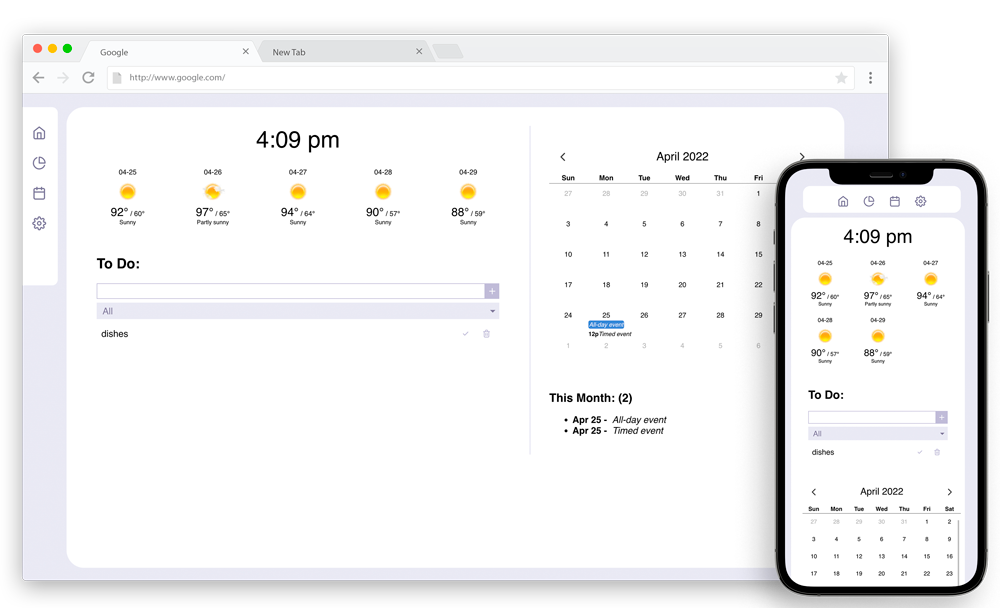 Google
New Tab
http://www.google.com/
4:09 pm
04-25 04-26 04-27 04-28 04-29
92° / 60° 97° / 65° 94° / 64° 90° / 57° 88° / 59°
Sunny Partly sunny Sunny Sunny Sunny
To Do:
+
All
dishes
April 2022
Sun Mon Tue Wed Thu Fri
27 28 29 30 31 1
3 4 5 6 7 8
10 11 12 13 14 15
17 18 19 20 21 22
24 25 26 27 28 29
All-day event
12p Timed event
1 2 3 4 5 6
This Month: (2)
• Apr 25 - All-day event
• Apr 25 - Timed event
4:09 pm
04-25 04-26 04-27
92° / 60° 97° / 65° 94° / 64°
Sunny Partly sunny Sunny
04-28 04-29
90° / 57° 88° / 59°
Sunny Sunny
To Do:
+
All
dishes
April 2022
Sun Mon Tue Wed Thu Fri Sat
27 28 29 30 31 1 2
3 4 5 6 7 8 9
10 11 12 13 14 15 16
17 18 19 20 21 22 23